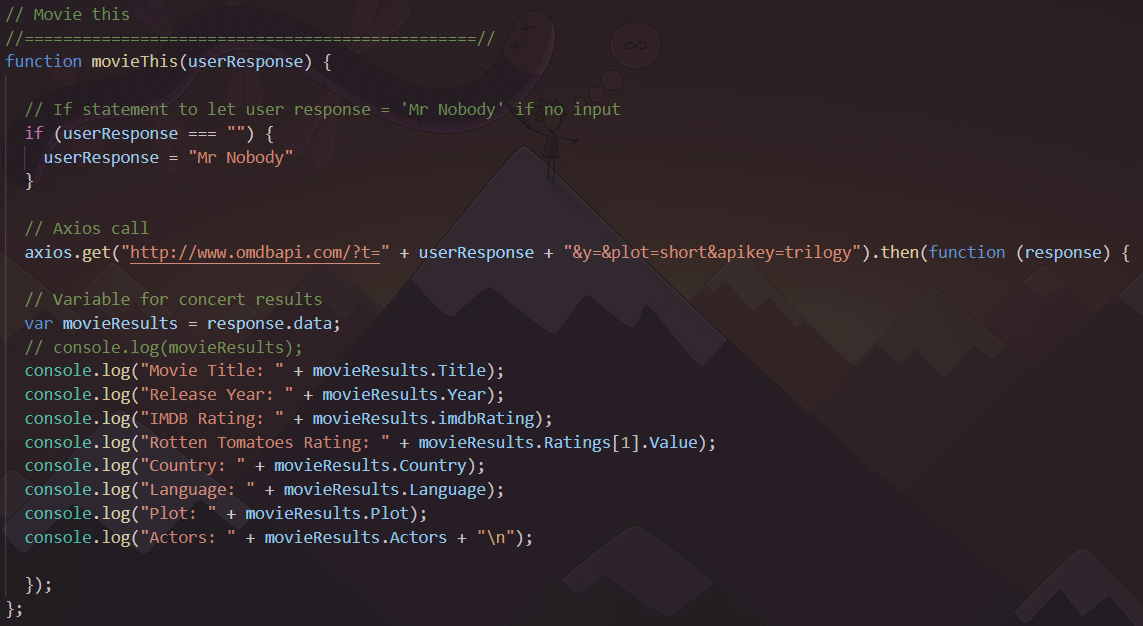 // Movie this
//===============================================//
function movieThis(userResponse) {
// If statement to let user response = 'Mr Nobody' if no input
if (userResponse === "") {
userResponse = "Mr Nobody"
}
// Axios call
axios.get("http://www.omdbapi.com/?t=" + userResponse + "&y=&plot=short&apikey=trilogy").then(function (response) {
// Variable for concert results
var movieResults = response.data;
// console.log(movieResults);
console.log("Movie Title: " + movieResults.Title);
console.log("Release Year: " + movieResults.Year);
console.log("IMDB Rating: " + movieResults.imdbRating);
console.log("Rotten Tomatoes Rating: " + movieResults.Ratings[1].Value);
console.log("Country: " + movieResults.Country);
console.log("Language: " + movieResults.Language);
console.log("Plot: " + movieResults.Plot);
console.log("Actors: " + movieResults.Actors + "\n");
});
};